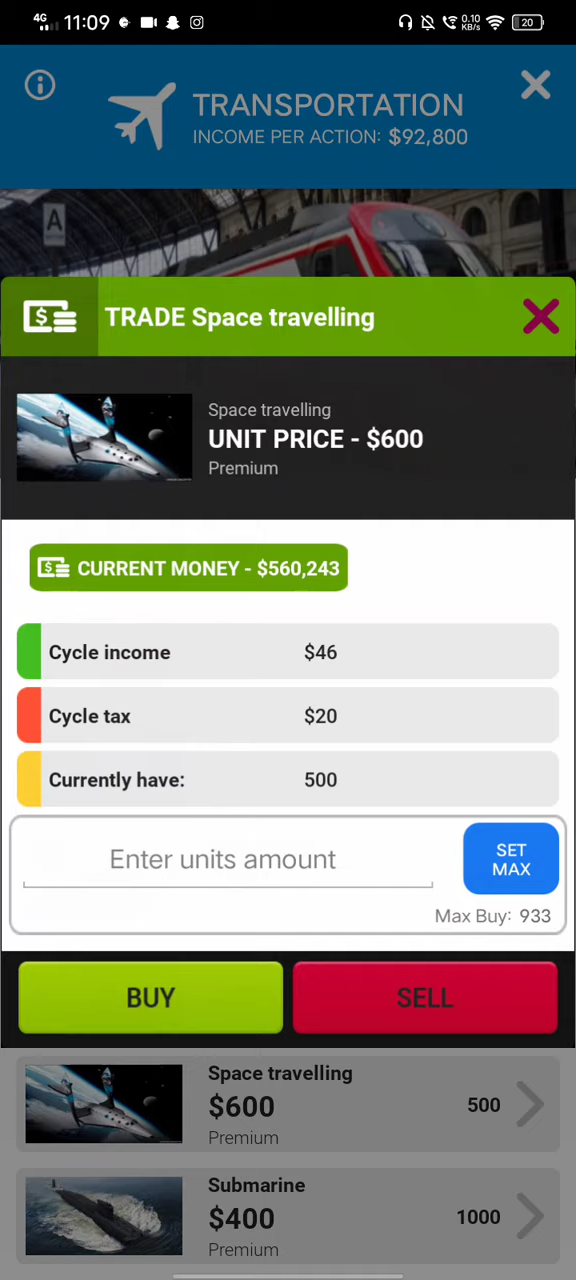 4G 11:09 0.10 KB/s 20
TRANSPORTATION
INCOME PER ACTION: $92,800
A
TRADE Space travelling
Space travelling
UNIT PRICE - $600
Premium
CURRENT MONEY - $560,243
Cycle income $46
Cycle tax $20
Currently have: 500
Enter units amount
SET
MAX
Max Buy: 933
BUY SELL
Space travelling
$600 500
Premium
Submarine
$400 1000
Premium